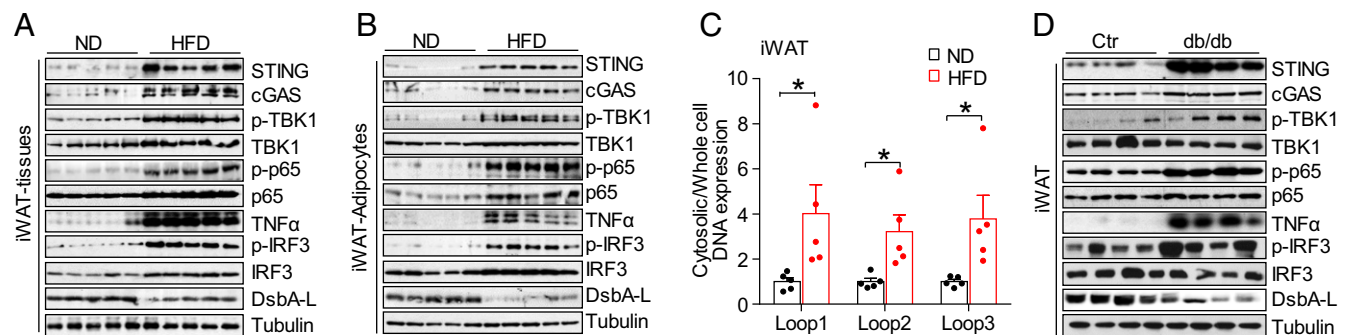 A
ND HFD
iWAT-tissues
STING
cGAS
p-TBK1
TBK1
p-p65
p65
TNFα
p-IRF3
IRF3
DsbA-L
Tubulin
B
ND HFD
iWAT-Adipocytes
STING
cGAS
p-TBK1
TBK1
p-p65
p65
TNFα
p-IRF3
IRF3
DsbA-L
Tubulin
C
iWAT
ND
HFD
Cytosolic/Whole cell
DNA expression
10
8
6
4
2
0
* * *
Loop1 Loop2 Loop3
D
Ctr db/db
iWAT
STING
cGAS
p-TBK1
TBK1
p-p65
p65
TNFα
p-IRF3
IRF3
DsbA-L
Tubulin